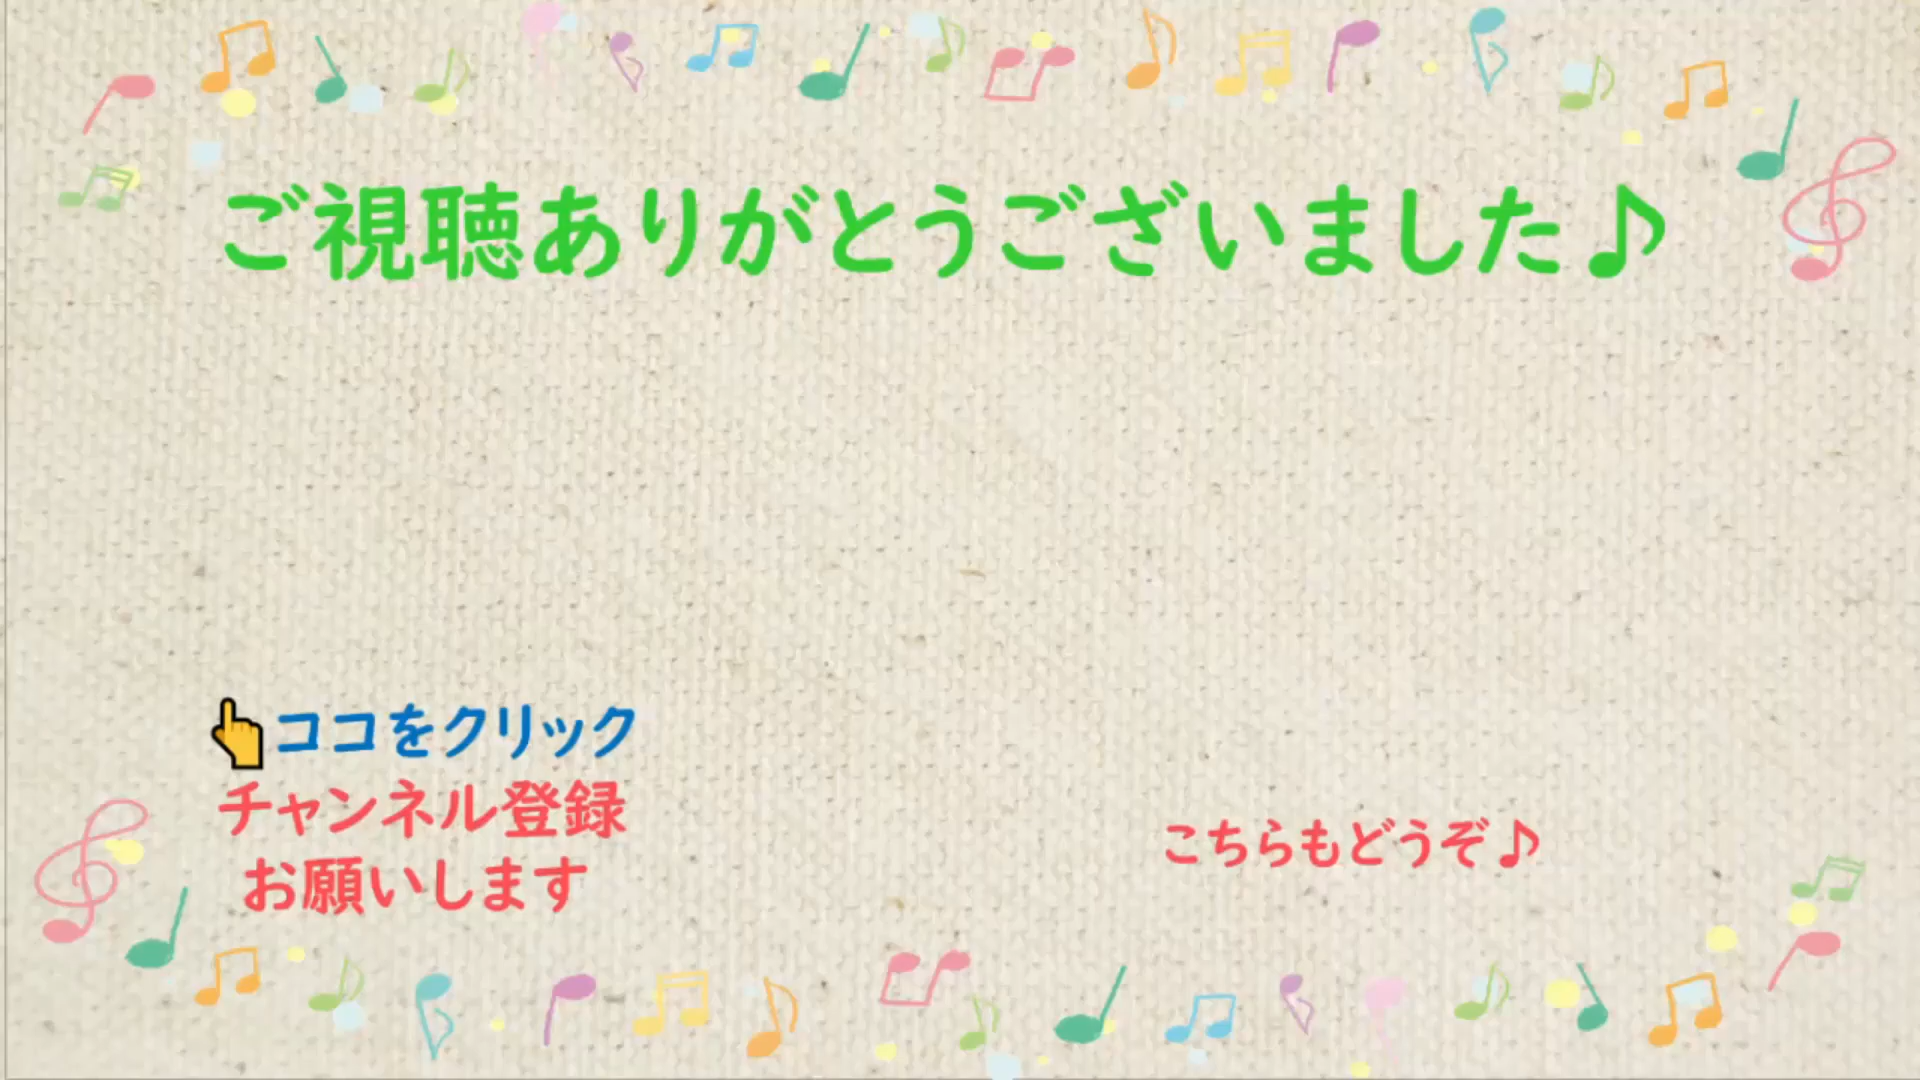 ご視聴ありがとうございました♪
👆ココをクリック
チャンネル登録
お願いします
こちらもどうぞ♪